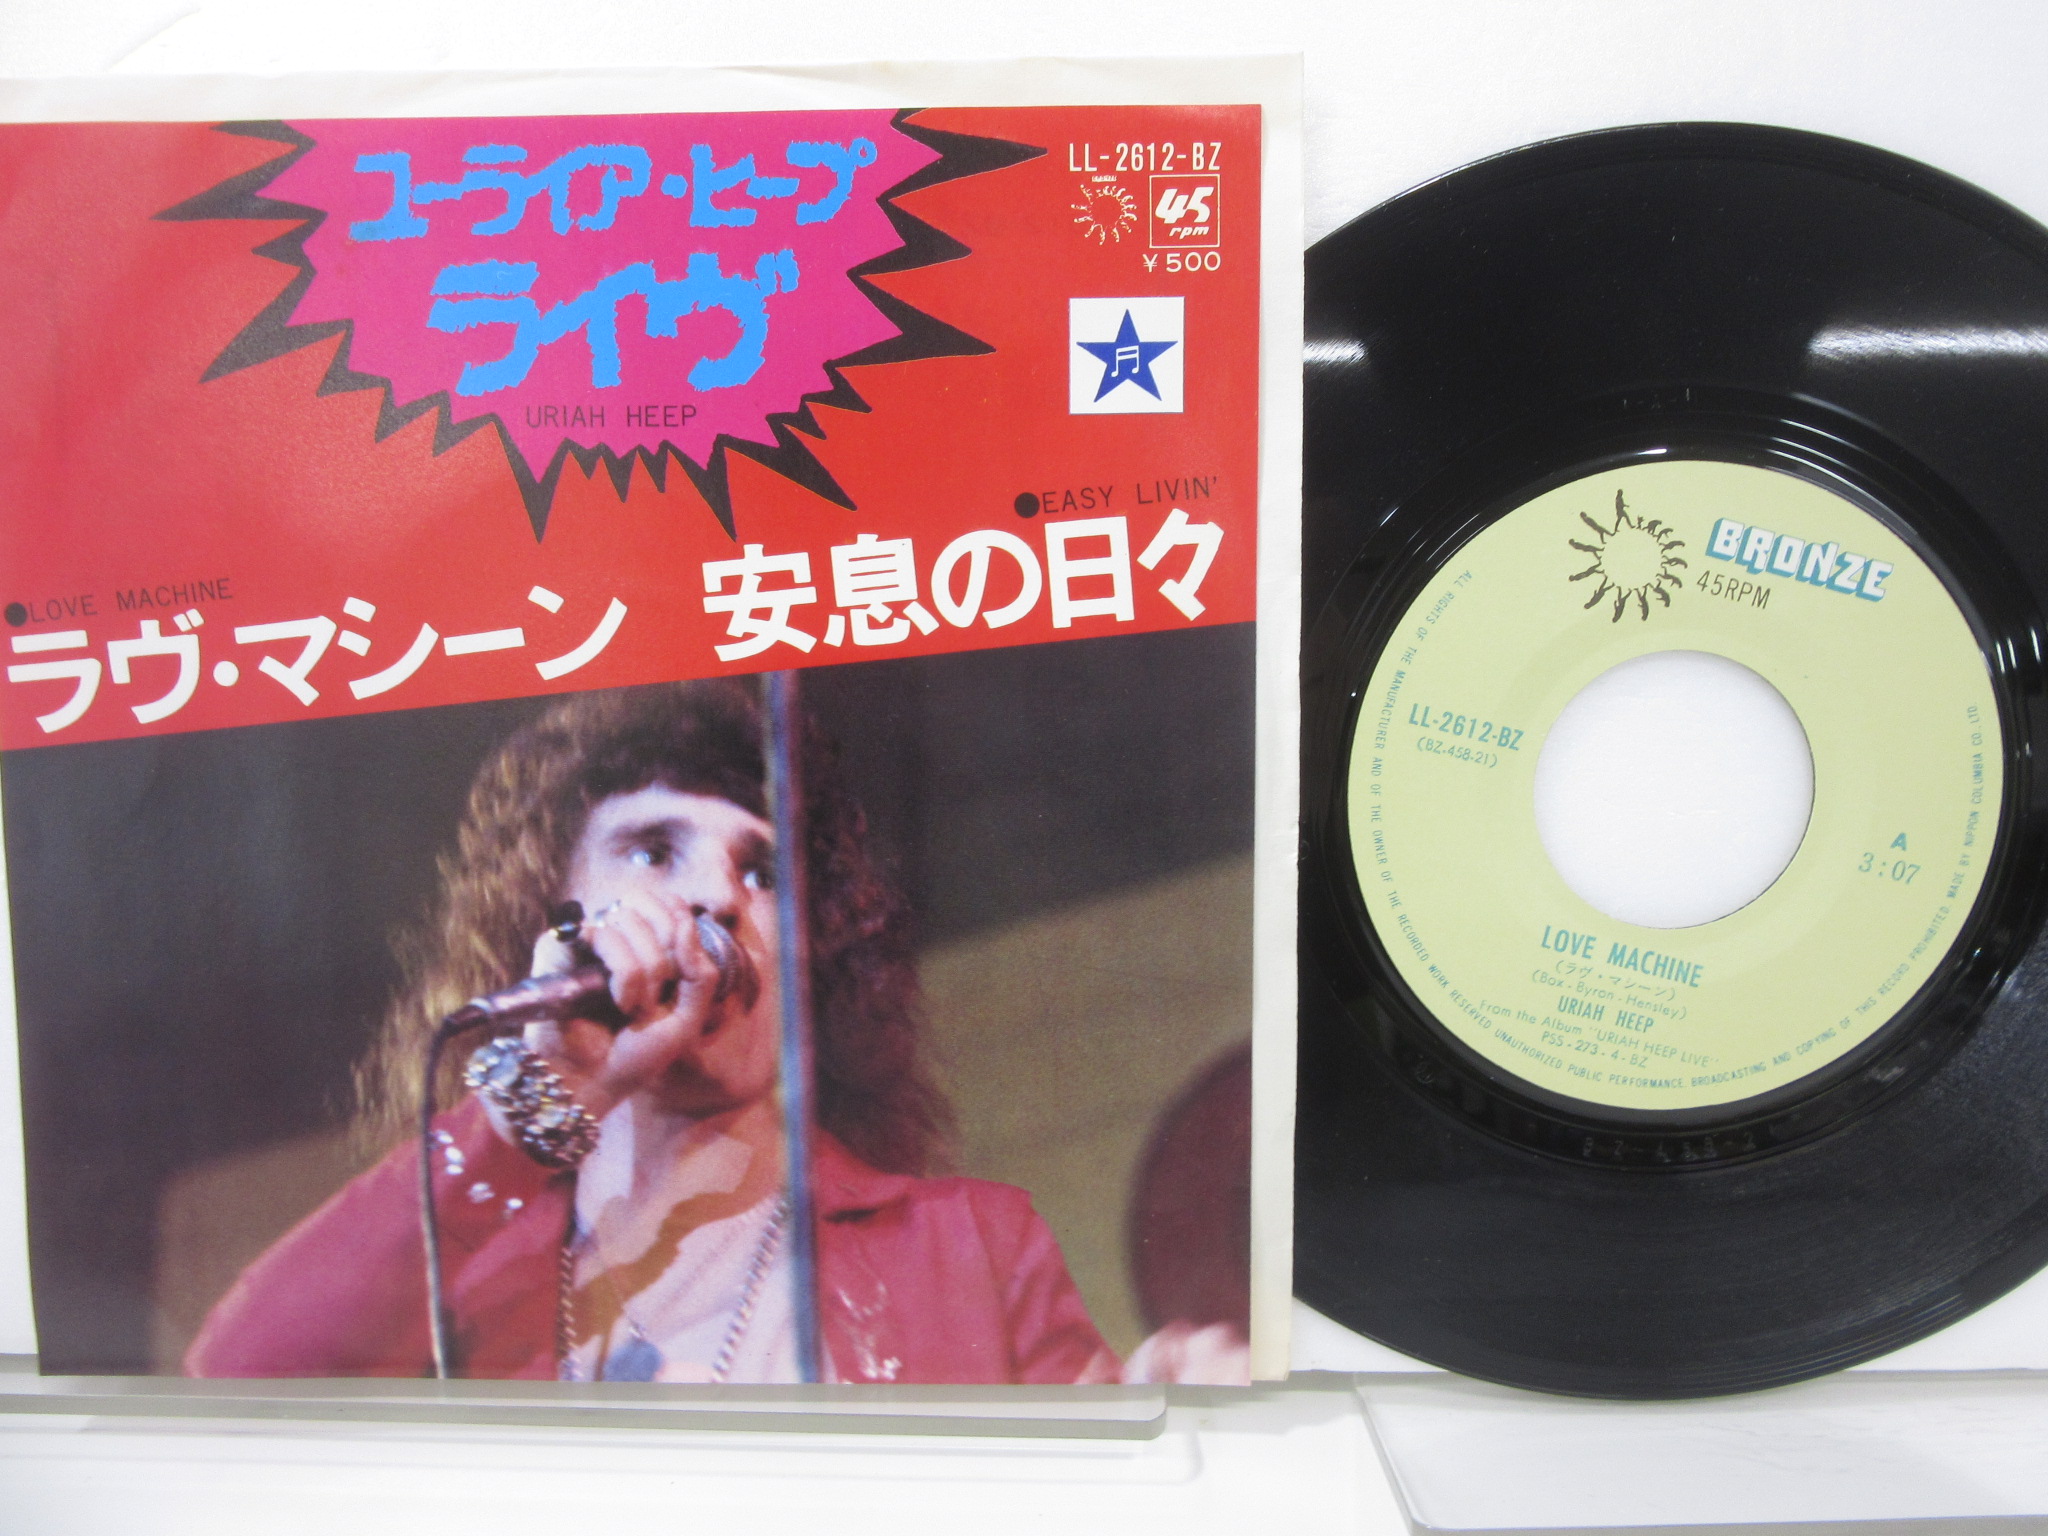 ユーライア・ヒープ
ライヴ
URIAH HEEP
LL-2612-BZ
45
rpm
¥500
●EASY LIVIN'
安息の日々
●LOVE MACHINE
ラヴ・マシーン
BRONZE
45RPM
LL-2612-BZ
(BZ.458-21)
A
3:07
LOVE MACHINE
(ラヴ・マシーン)
(Box-Byron-Hensley)
URIAH HEEP
From the Album "URIAH HEEP LIVE"
PSS-273・4-BZ
ALL RIGHTS OF THE MANUFACTURER AND OF THE OWNER OF THE RECORDED WORK RESERVED UNAUTHORIZED PUBLIC PERFORMANCE, BROADCASTING AND COPYING OF THIS RECORD PROHIBITED. MADE BY NIPPON COLUMBIA CO., LTD.